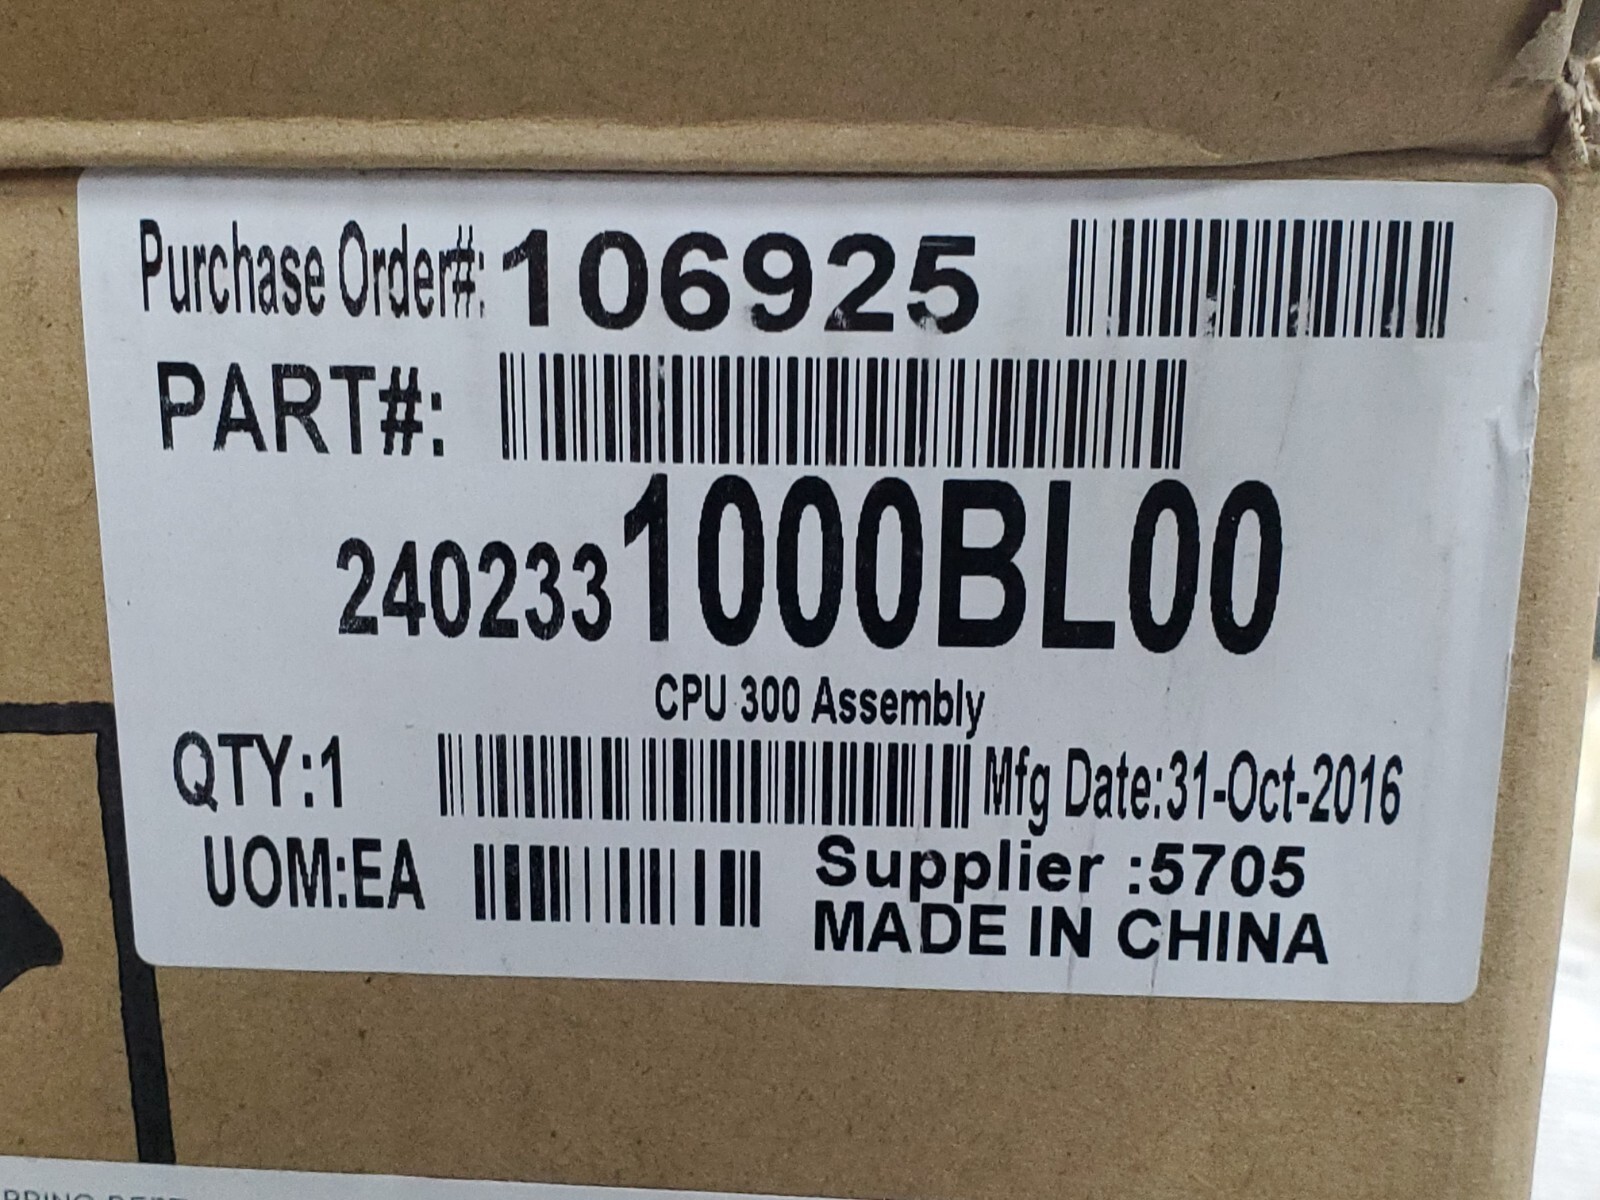 Purchase Order#: 106925
PART#:
2402331000BL00
CPU 300 Assembly
QTY:1 Mfg Date:31-Oct-2016
UOM:EA Supplier :5705
MADE IN CHINA